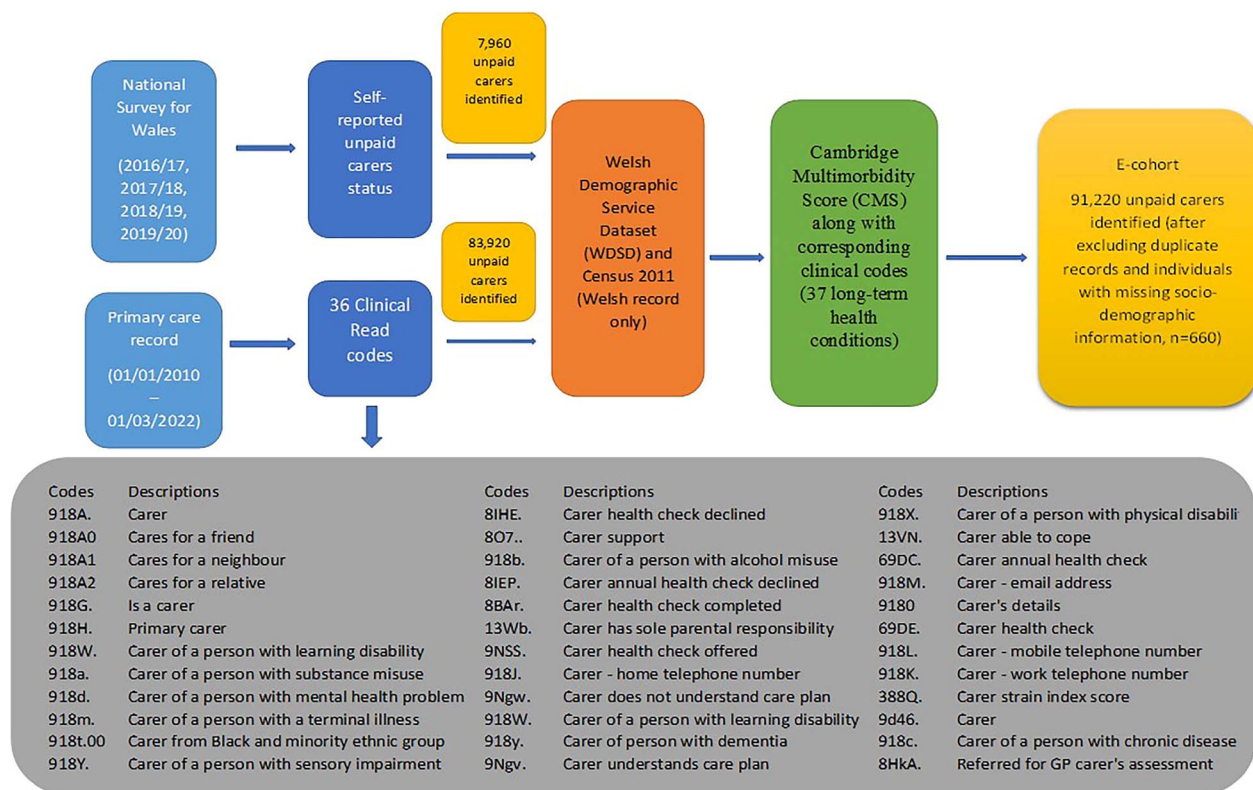 National
Survey for
Wales
(2016/17,
2017/18,
2018/19,
2019/20)
Self-
reported
unpaid
carers
status
7,960
unpaid
carers
identified
Primary care
record
(01/01/2010
–
01/03/2022)
36 Clinical
Read
codes
83,920
unpaid
carers
identified
Welsh
Demographic
Service
Dataset
(WDSD) and
Census 2011
(Welsh record
only)
Cambridge
Multimorbidity
Score (CMS)
along with
corresponding
clinical codes
(37 long-term
health
conditions)
E-cohort
91,220 unpaid carers
identified (after
excluding duplicate
records and individuals
with missing socio-
demographic
information, n=660)
Codes Descriptions
918A. Carer
918A0 Cares for a friend
918A1 Cares for a neighbour
918A2 Cares for a relative
918G. Is a carer
918H. Primary carer
918W. Carer of a person with learning disability
918a. Carer of a person with substance misuse
918d. Carer of a person with mental health problem
918m. Carer of a person with a terminal illness
918t.00 Carer from Black and minority ethnic group
918Y. Carer of a person with sensory impairment
Codes Descriptions
8IHE. Carer health check declined
8O7.. Carer support
918b. Carer of a person with alcohol misuse
8IEP. Carer annual health check declined
8BAr. Carer health check completed
13Wb. Carer has sole parental responsibility
9NSS. Carer health check offered
918J. Carer - home telephone number
9Ngw. Carer does not understand care plan
918W. Carer of a person with learning disability
918y. Carer of person with dementia
9Ngv. Carer understands care plan
Codes Descriptions
918X. Carer of a person with physical disabili
13VN. Carer able to cope
69DC. Carer annual health check
918M. Carer - email address
9180 Carer's details
69DE. Carer health check
918L. Carer - mobile telephone number
918K. Carer - work telephone number
388Q. Carer strain index score
9d46. Carer
918c. Carer of a person with chronic disease
8HkA. Referred for GP carer's assessment